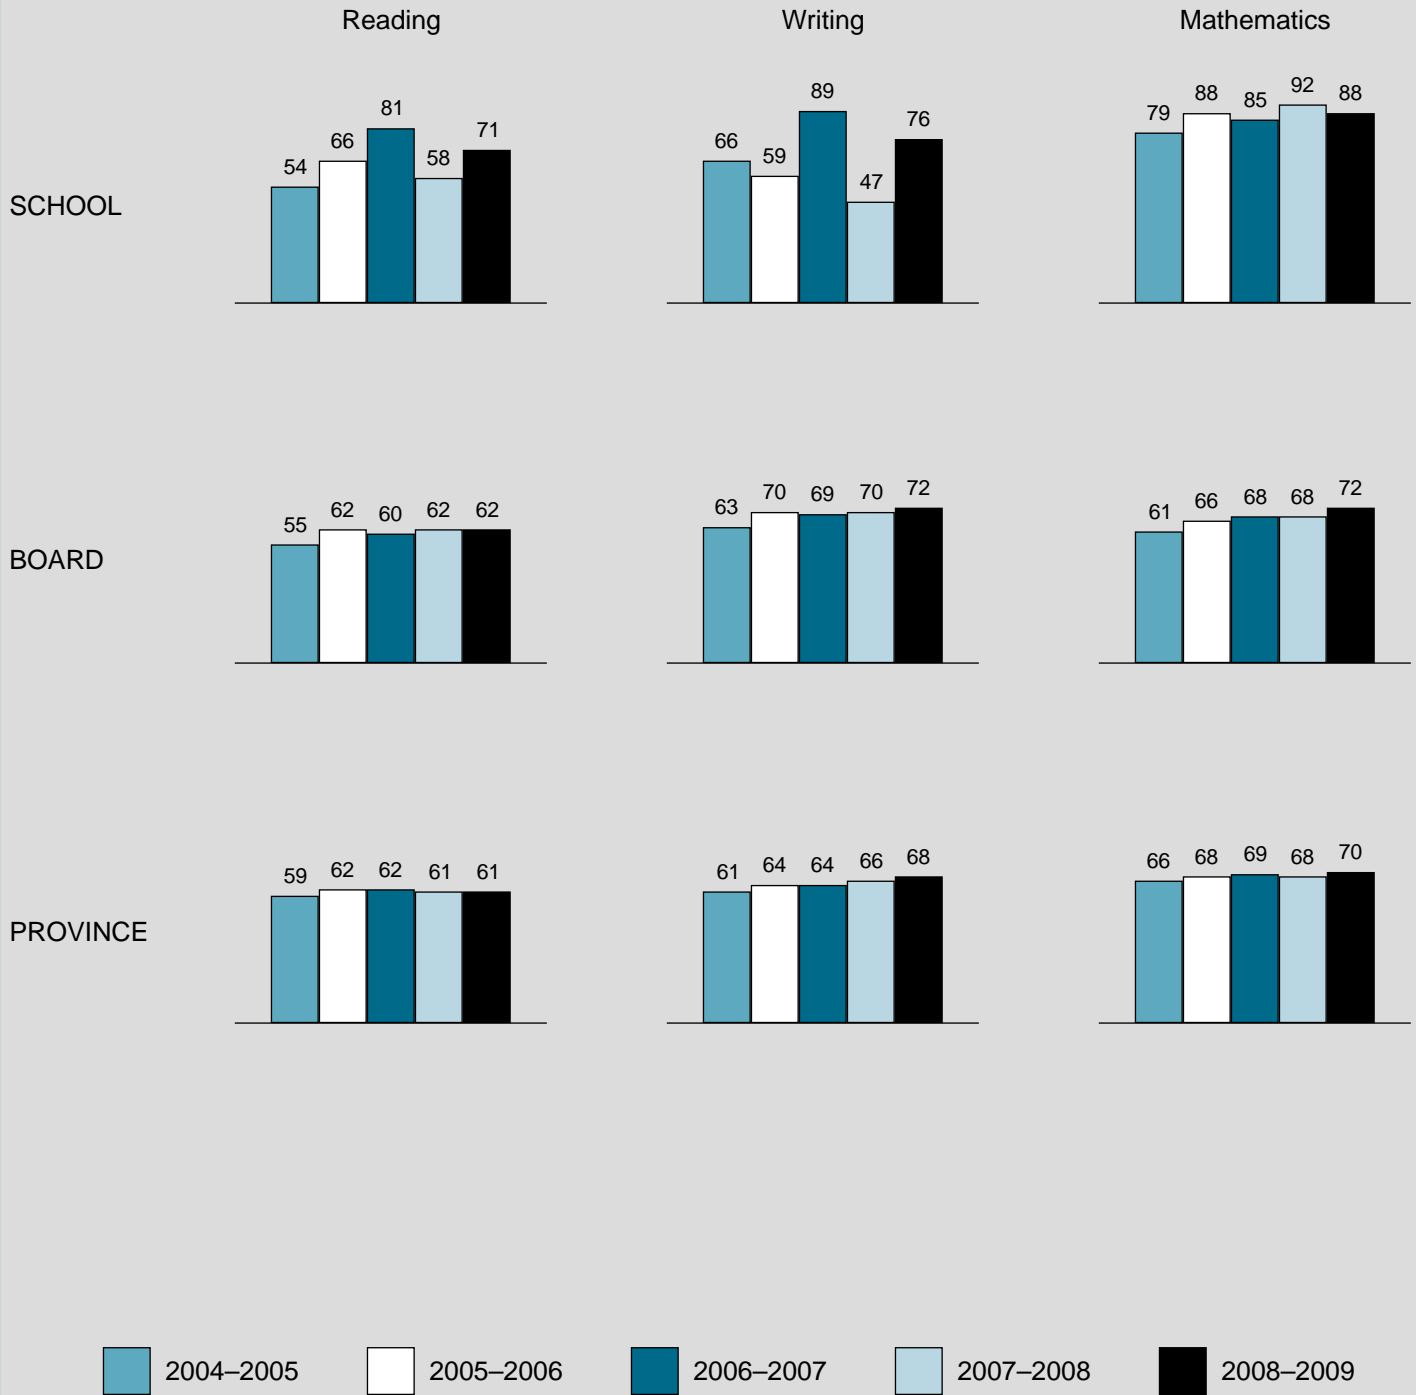 Reading Writing Mathematics
SCHOOL
54 66 81 58 71
66 59 89 47 76
79 88 85 92 88
BOARD
55 62 60 62 62
63 70 69 70 72
61 66 68 68 72
PROVINCE
59 62 62 61 61
61 64 64 66 68
66 68 69 68 70
2004–2005 2005–2006 2006–2007 2007–2008 2008–2009